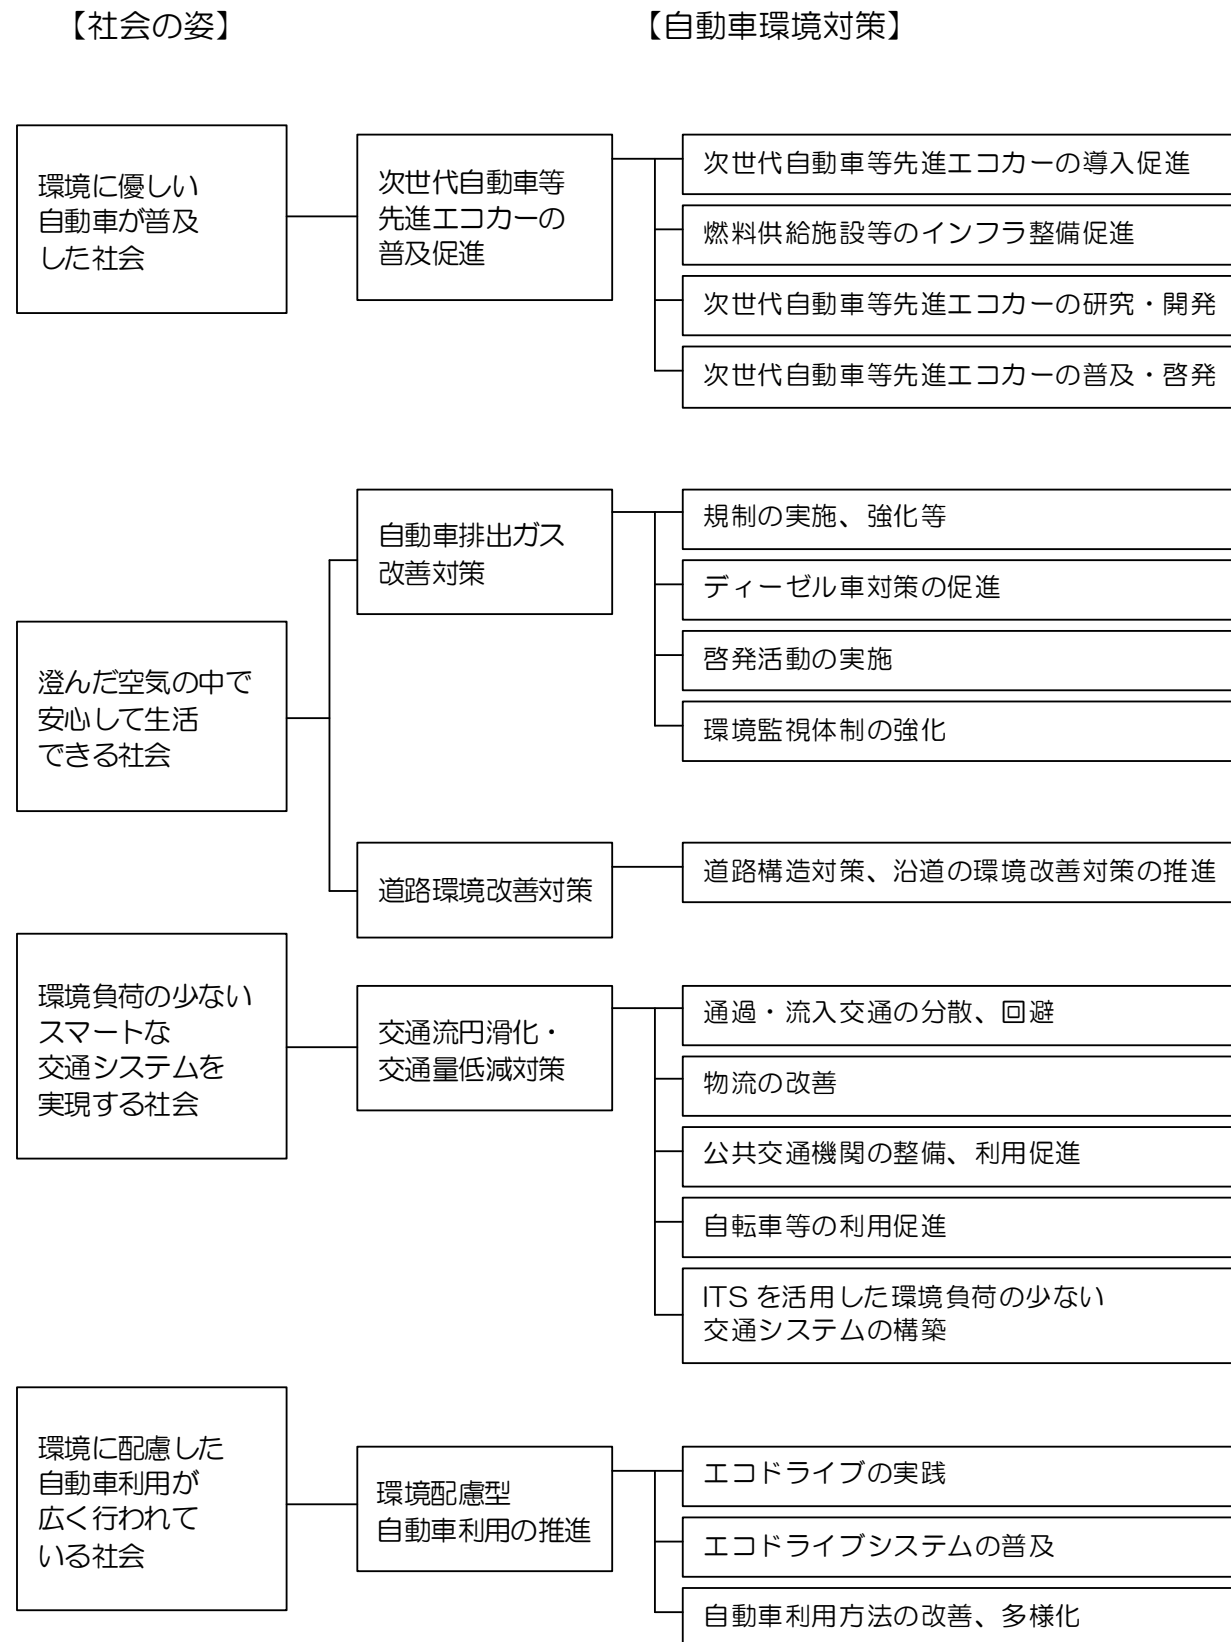 【社会の姿】
【自動車環境対策】
環境に優しい
自動車が普及
した社会
次世代自動車等
先進エコカーの
普及促進
次世代自動車等先進エコカーの導入促進
燃料供給施設等のインフラ整備促進
次世代自動車等先進エコカーの研究・開発
次世代自動車等先進エコカーの普及・啓発
澄んだ空気の中で
安心して生活
できる社会
自動車排出ガス
改善対策
規制の実施、強化等
ディーゼル車対策の促進
啓発活動の実施
環境監視体制の強化
道路環境改善対策
道路構造対策、沿道の環境改善対策の推進
環境負荷の少ない
スマートな
交通システムを
実現する社会
交通流円滑化・
交通量低減対策
通過・流入交通の分散、回避
物流の改善
公共交通機関の整備、利用促進
自転車等の利用促進
ITS を活用した環境負荷の少ない
交通システムの構築
環境に配慮した
自動車利用が
広く行われて
いる社会
環境配慮型
自動車利用の推進
エコドライブの実践
エコドライブシステムの普及
自動車利用方法の改善、多様化